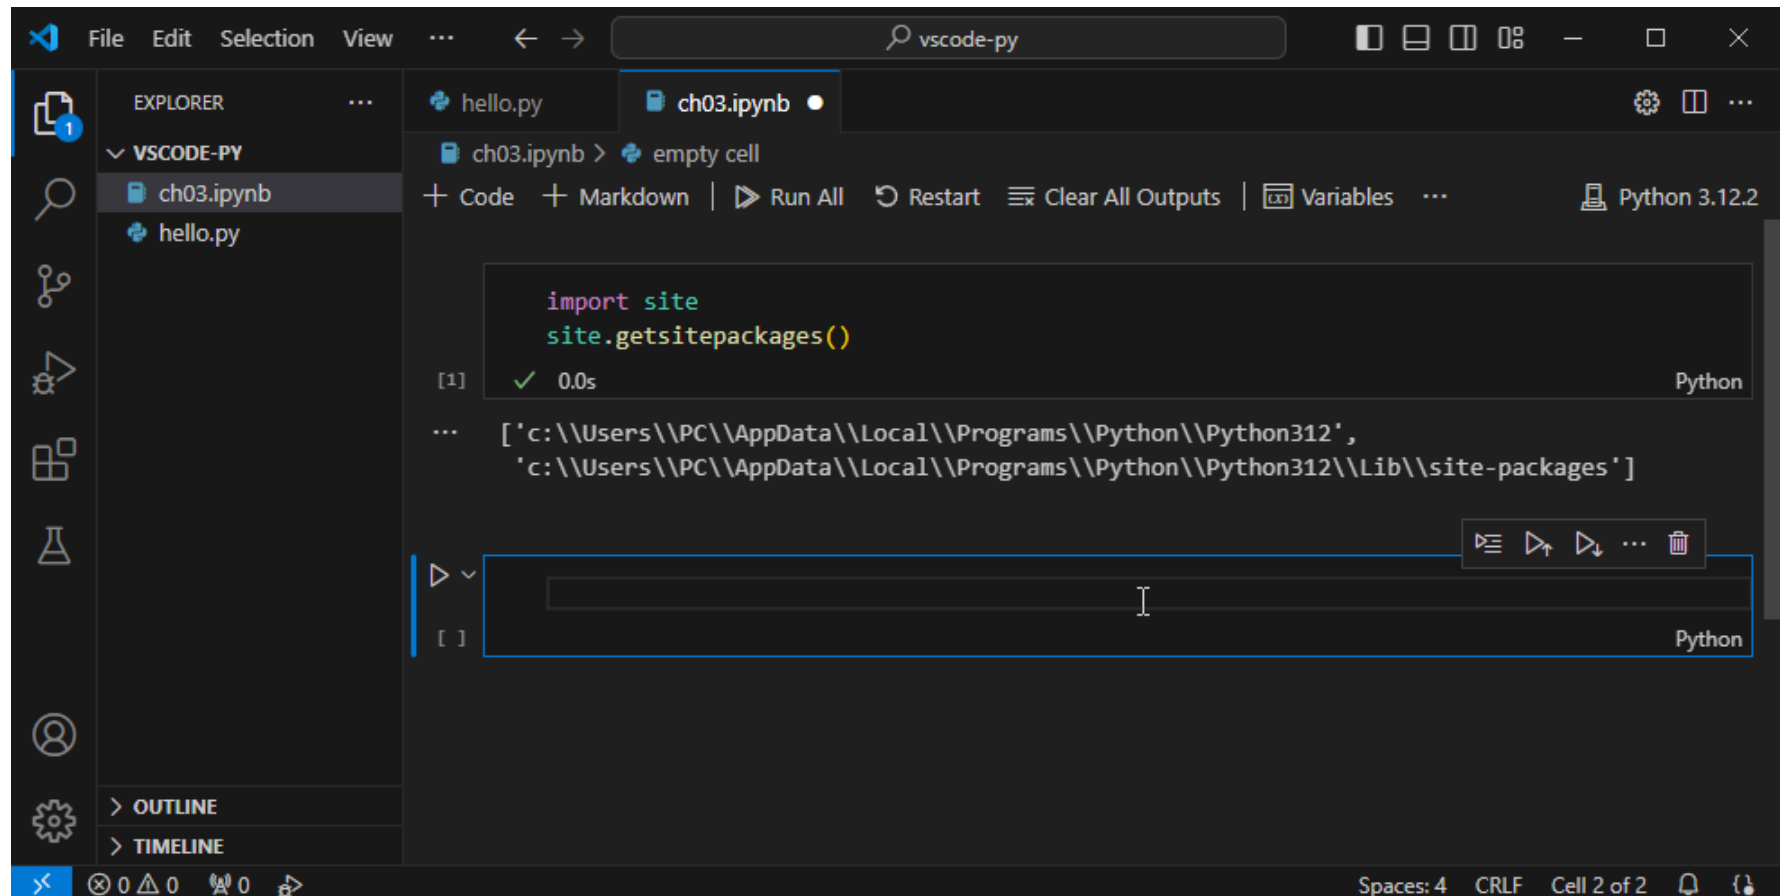 File Edit Selection View ··· vscode-py
EXPLORER ···
VSCODE-PY
ch03.ipynb
hello.py
OUTLINE
TIMELINE
1
hello.py ch03.ipynb
ch03.ipynb > empty cell
+ Code + Markdown | Run All Restart Clear All Outputs | Variables ··· Python 3.12.2
import site
site.getsitepackages()
[1] 0.0s Python
··· ['c:\\Users\\PC\\AppData\\Local\\Programs\\Python\\Python312',
'c:\\Users\\PC\\AppData\\Local\\Programs\\Python\\Python312\\Lib\\site-packages']
[ ] Python
0 0 0 Spaces: 4 CRLF Cell 2 of 2